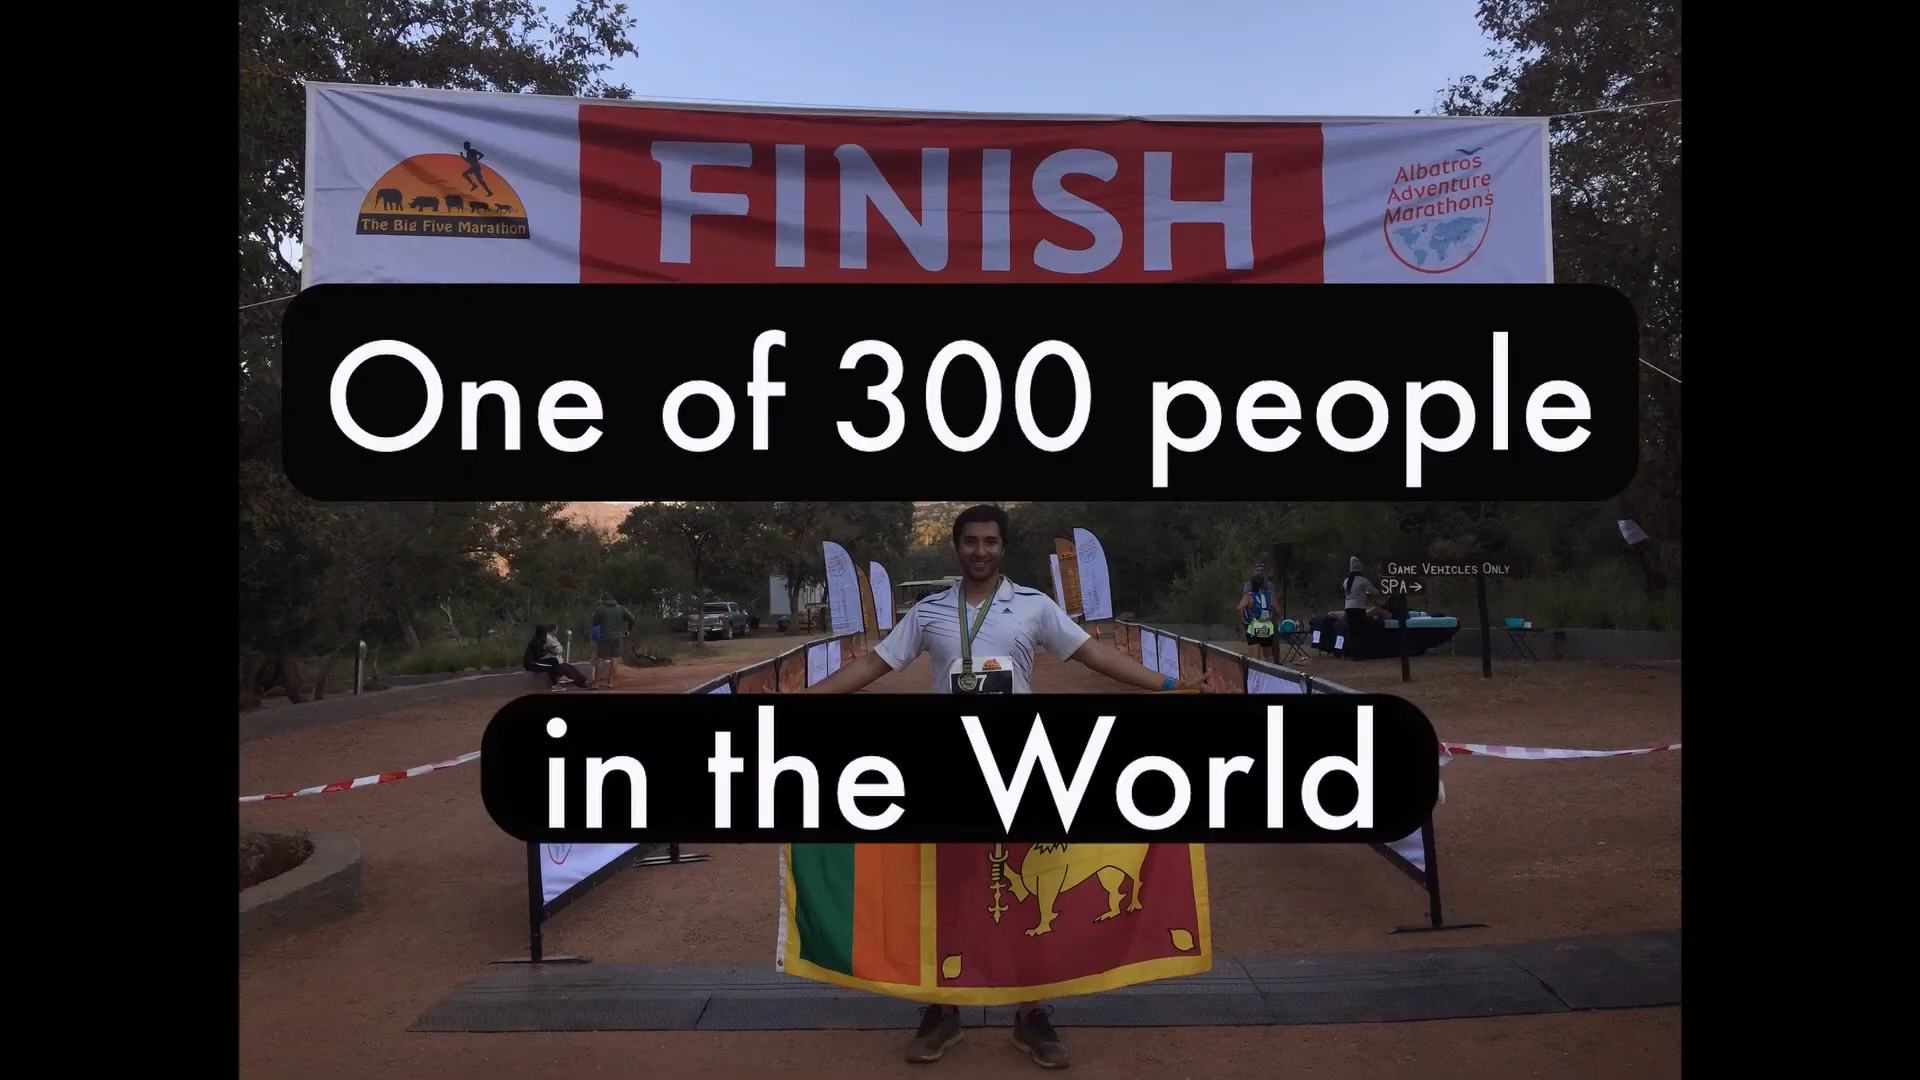 FINISH
The Big Five Marathon
Albatros
Adventure
Marathons
One of 300 people
GAME VEHICLES ONLY
SPA→
7
in the World